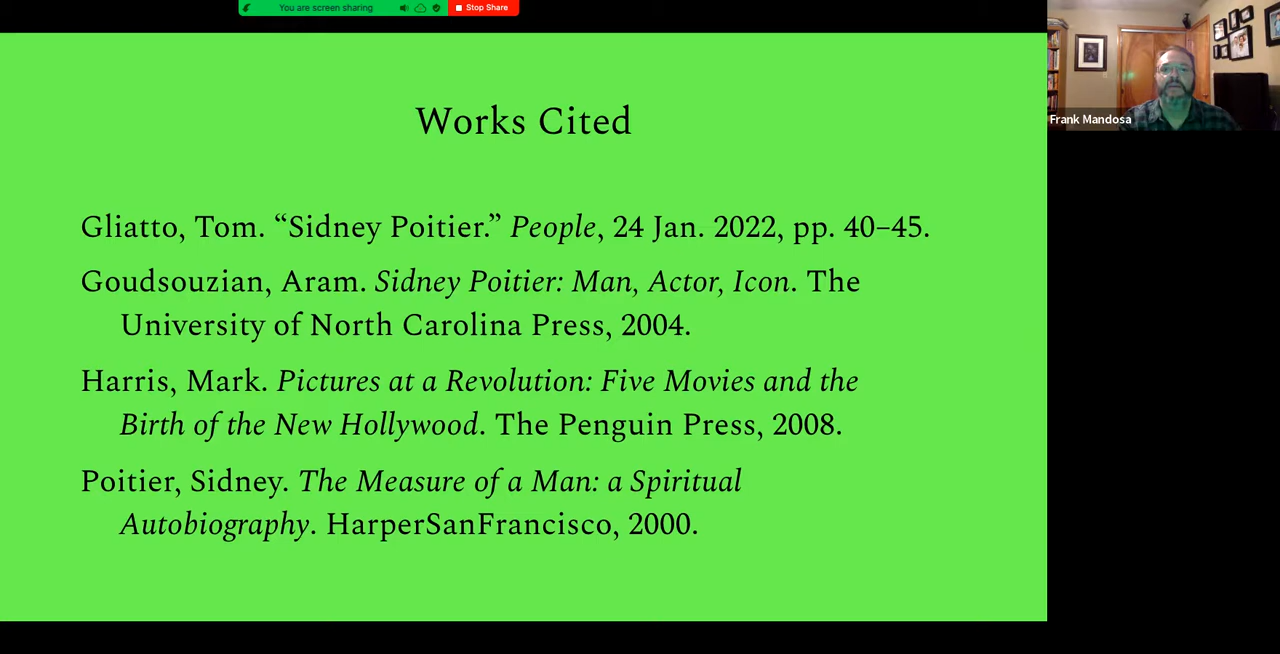 You are screen sharing
Stop Share
Works Cited
Gliatto, Tom. “Sidney Poitier.” People, 24 Jan. 2022, pp. 40–45.
Goudsouzian, Aram. Sidney Poitier: Man, Actor, Icon. The
University of North Carolina Press, 2004.
Harris, Mark. Pictures at a Revolution: Five Movies and the
Birth of the New Hollywood. The Penguin Press, 2008.
Poitier, Sidney. The Measure of a Man: a Spiritual
Autobiography. HarperSanFrancisco, 2000.
Frank Mandosa